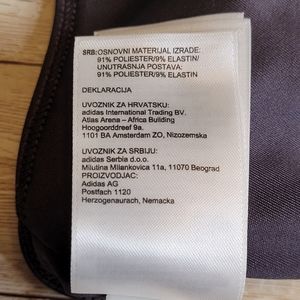 SRB:OSNOVNI MATERIJAL IZRADE:
91% POLIESTER/9% ELASTIN/
UNUTRASNJA POSTAVA:
91% POLIESTER/9% ELASTIN
DEKLARACIJA
UVOZNIK ZA HRVATSKU:
adidas International Trading BV.
Atlas Arena – Africa Building
Hoogoorddreef 9a.
1101 BA Amsterdam ZO, Nizozemska
UVOZNIK ZA SRBIJU:
adidas Serbia d.o.o.
Milutina Milankovica 11a, 11070 Beograd
PROIZVODJAC:
Adidas AG
Postfach 1120
Herzogenaurach, Nemacka